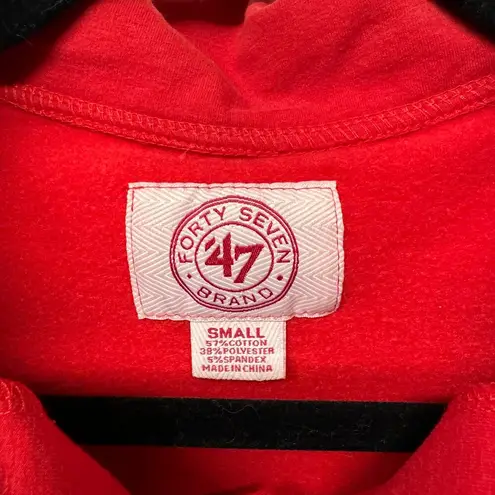 FORTY SEVEN
'47
BRAND
SMALL
57% COTTON
38% POLYESTER
5% SPANDEX
MADE IN CHINA